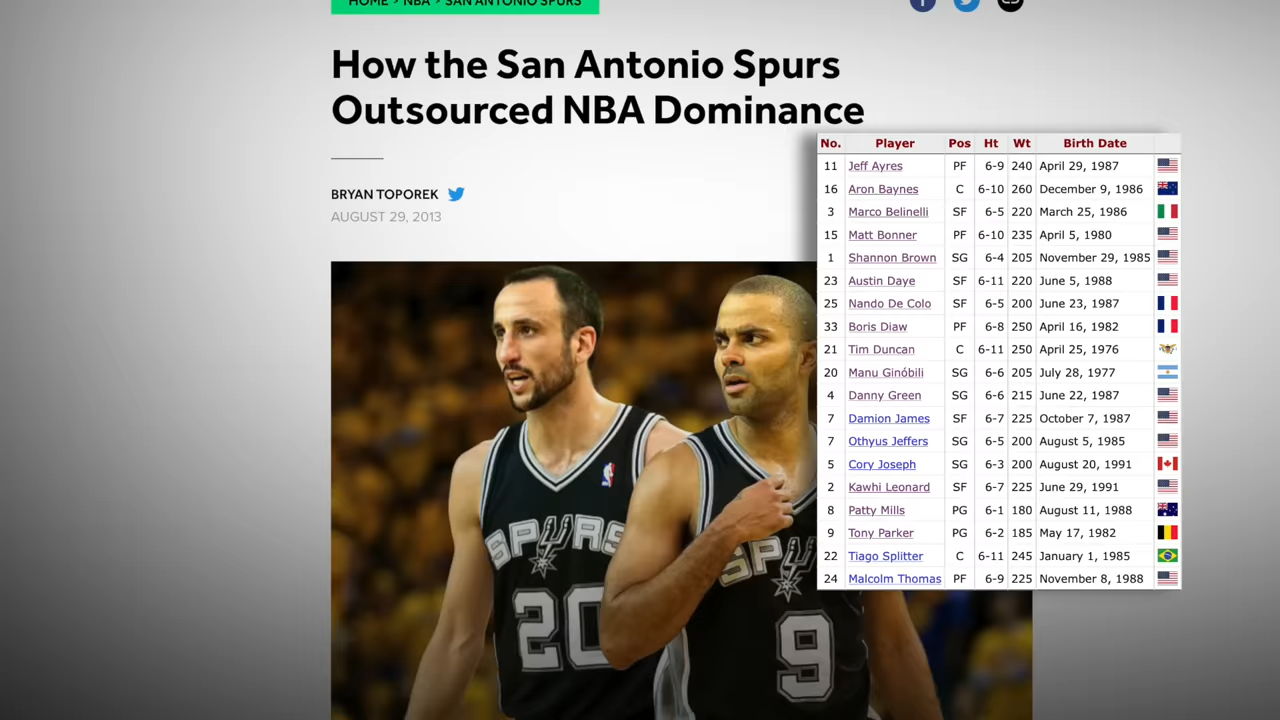 HOME > NBA > SAN ANTONIO SPURS
How the San Antonio Spurs
Outsourced NBA Dominance
BRYAN TOPOREK
AUGUST 29, 2013
No. Player Pos Ht Wt Birth Date
11 Jeff Ayres PF 6-9 240 April 29, 1987
16 Aron Baynes C 6-10 260 December 9, 1986
3 Marco Belinelli SF 6-5 220 March 25, 1986
15 Matt Bonner PF 6-10 235 April 5, 1980
1 Shannon Brown SG 6-4 205 November 29, 1985
23 Austin Daye SF 6-11 220 June 5, 1988
25 Nando De Colo SF 6-5 200 June 23, 1987
33 Boris Diaw PF 6-8 250 April 16, 1982
21 Tim Duncan C 6-11 250 April 25, 1976
20 Manu Ginóbili SG 6-6 205 July 28, 1977
4 Danny Green SG 6-6 215 June 22, 1987
7 Damion James SF 6-7 225 October 7, 1987
7 Othyus Jeffers SG 6-5 200 August 5, 1985
5 Cory Joseph SG 6-3 200 August 20, 1991
2 Kawhi Leonard SF 6-7 225 June 29, 1991
8 Patty Mills PG 6-1 180 August 11, 1988
9 Tony Parker PG 6-2 185 May 17, 1982
22 Tiago Splitter C 6-11 245 January 1, 1985
24 Malcolm Thomas PF 6-9 225 November 8, 1988
SPURS
20
SPU
9